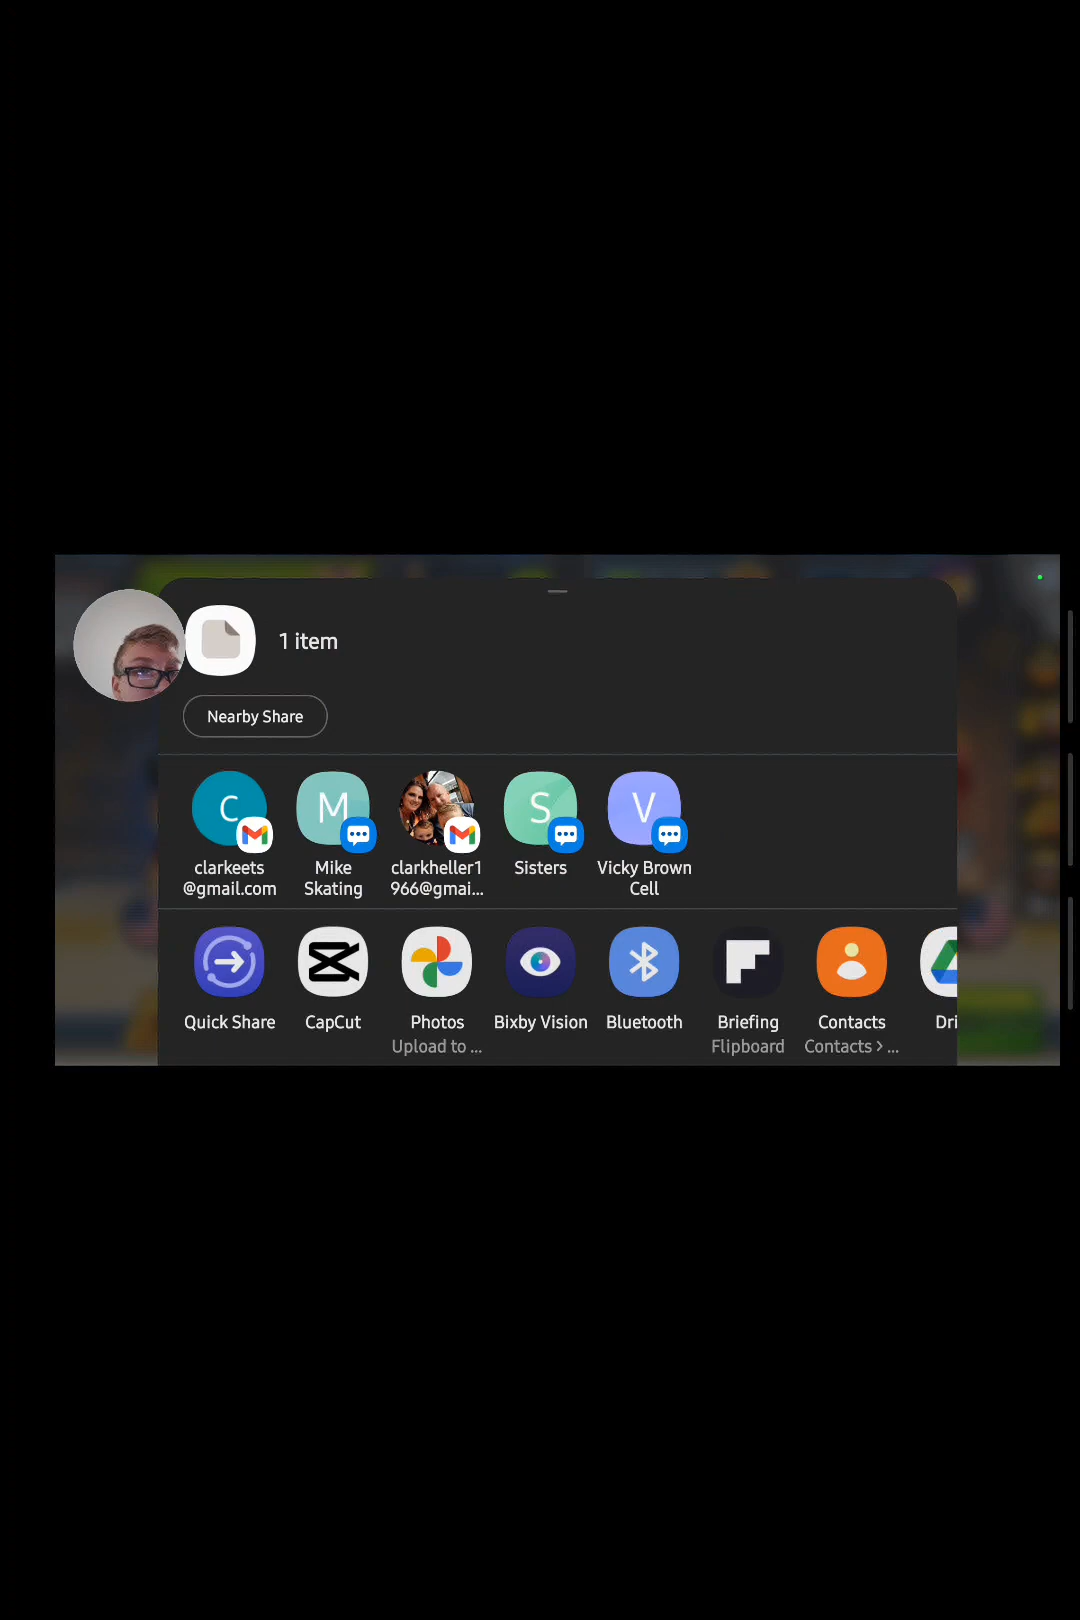 1 item
Nearby Share
C
M
S
V
clarkeets
@gmail.com
Mike
Skating
clarkheller1
966@gmai...
Sisters
Vicky Brown
Cell
Quick Share
CapCut
Photos
Upload to ...
Bixby Vision
Bluetooth
Briefing
Flipboard
Contacts
Contacts > ...
Dri